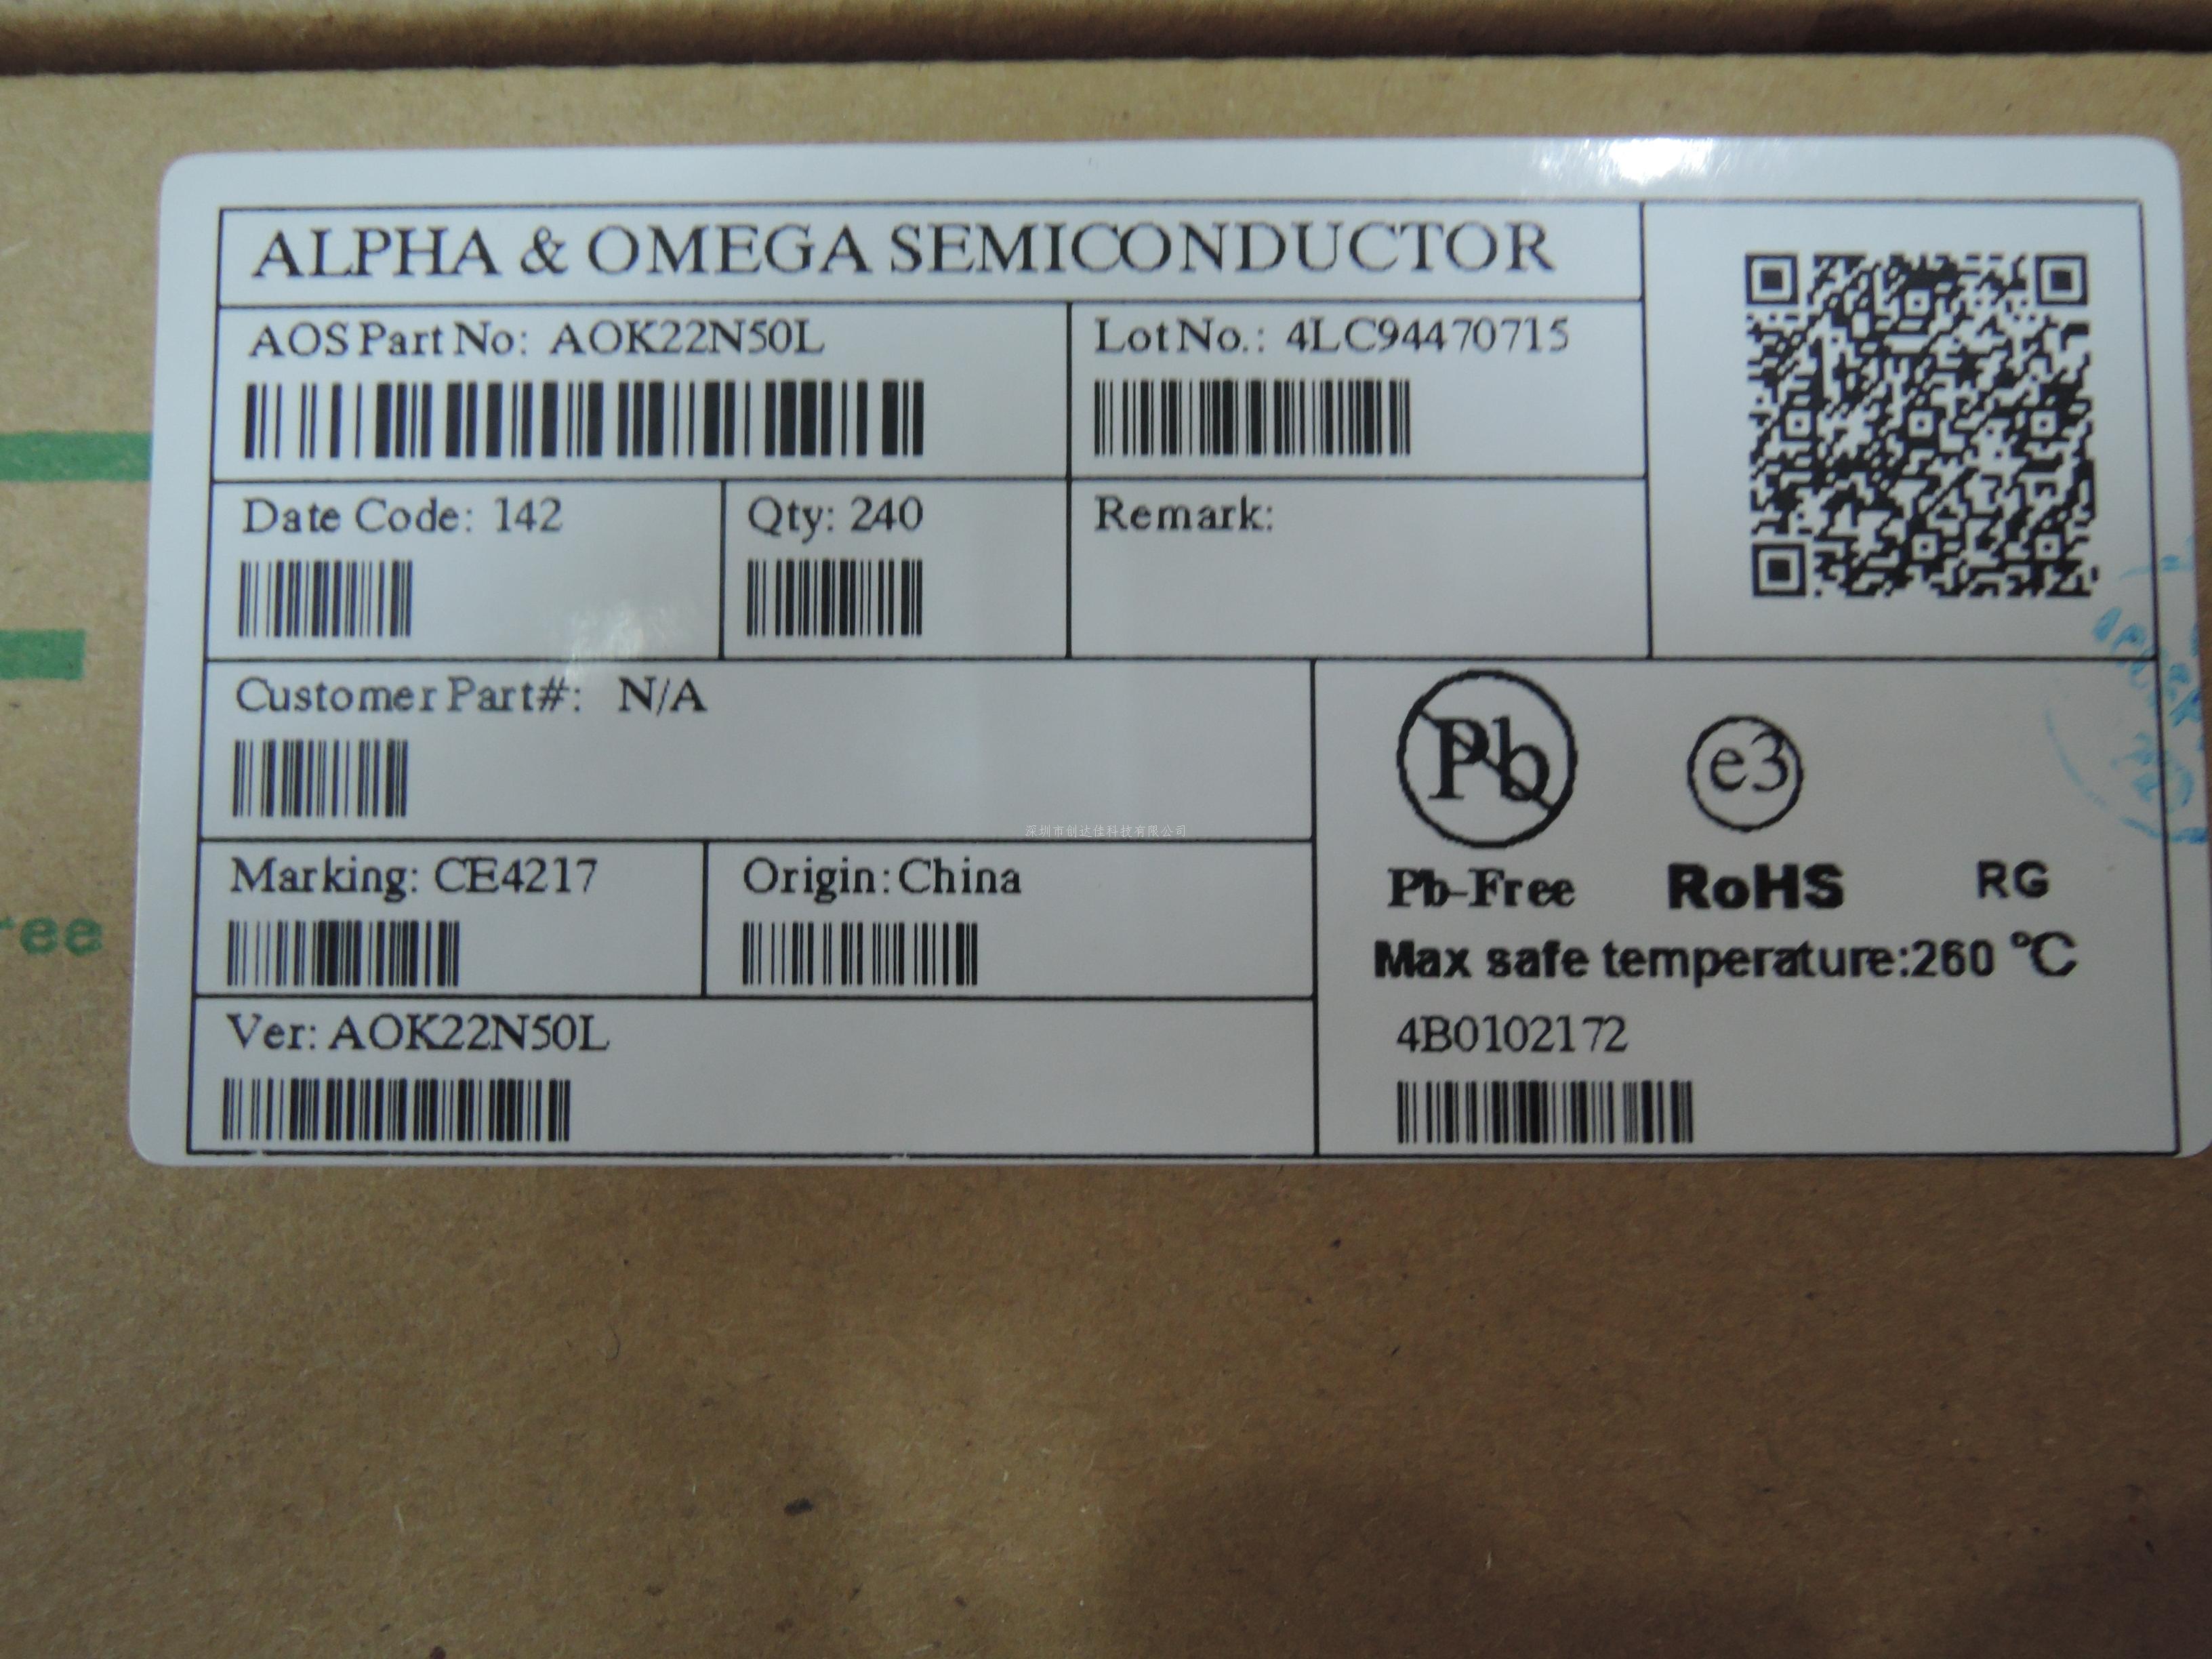 ALPHA & OMEGA SEMICONDUCTOR
AOS Part No: AOK22N50L
Lot No.: 4LC94470715
Date Code: 142
Qty: 240
Remark:
Customer Part#: N/A
Pb
e3
深圳市创达佳科技有限公司
Marking: CE4217
Origin: China
Pb-Free
RoHS
RG
ree
Max safe temperature:260 °C
Ver: AOK22N50L
4B0102172